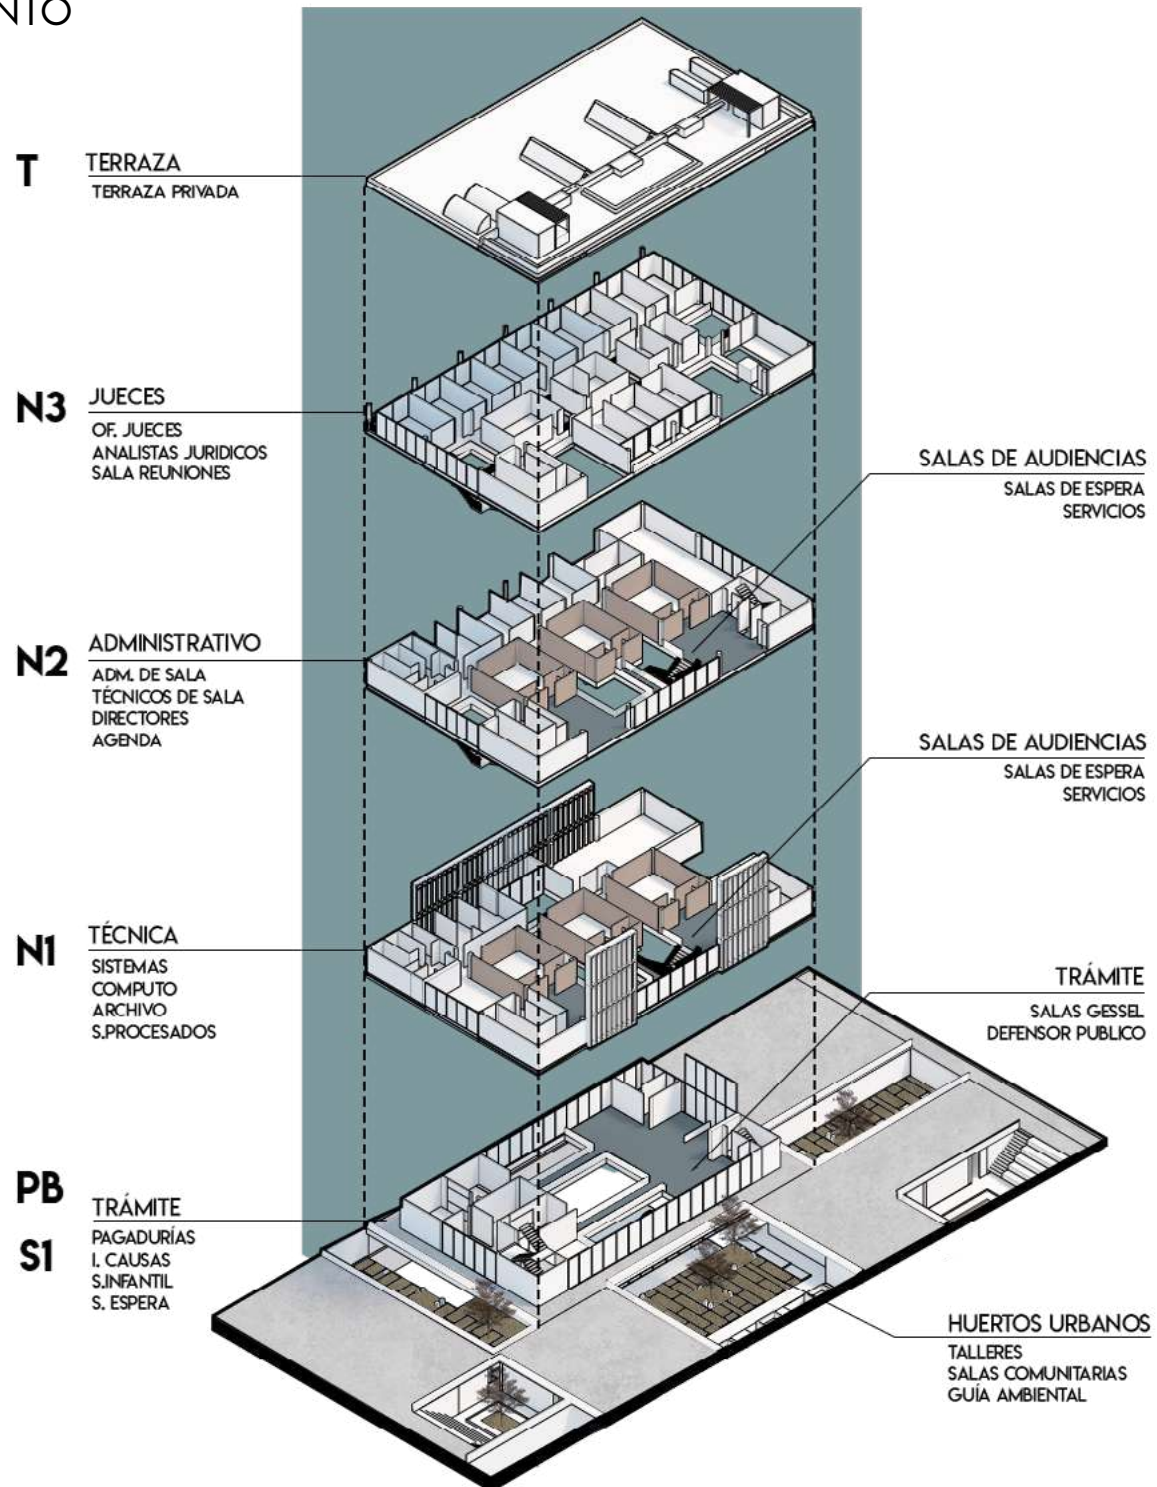 T
TERRAZA
TERRAZA PRIVADA
N3
JUECES
OF. JUECES
ANALISTAS JURIDICOS
SALA REUNIONES
SALAS DE AUDIENCIAS
SALAS DE ESPERA
SERVICIOS
N2
ADMINISTRATIVO
ADM. DE SALA
TÉCNICOS DE SALA
DIRECTORES
AGENDA
SALAS DE AUDIENCIAS
SALAS DE ESPERA
SERVICIOS
N1
TÉCNICA
SISTEMAS
COMPUTO
ARCHIVO
S.PROCESADOS
TRÁMITE
SALAS GESSEL
DEFENSOR PUBLICO
PB
S1
TRÁMITE
PAGADURÍAS
I. CAUSAS
S.INFANTIL
S. ESPERA
HUERTOS URBANOS
TALLERES
SALAS COMUNITARIAS
GUÍA AMBIENTAL